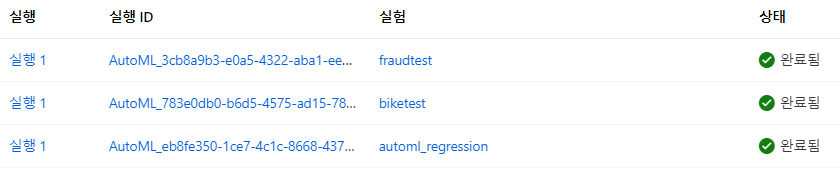 실행 실행 ID 실험 상태
실행 1 AutoML_3cb8a9b3-e0a5-4322-aba1-ee... fraudtest 완료됨
실행 1 AutoML_783e0db0-b6d5-4575-ad15-78... biketest 완료됨
실행 1 AutoML_eb8fe350-1ce7-4c1c-8668-437... automl_regression 완료됨